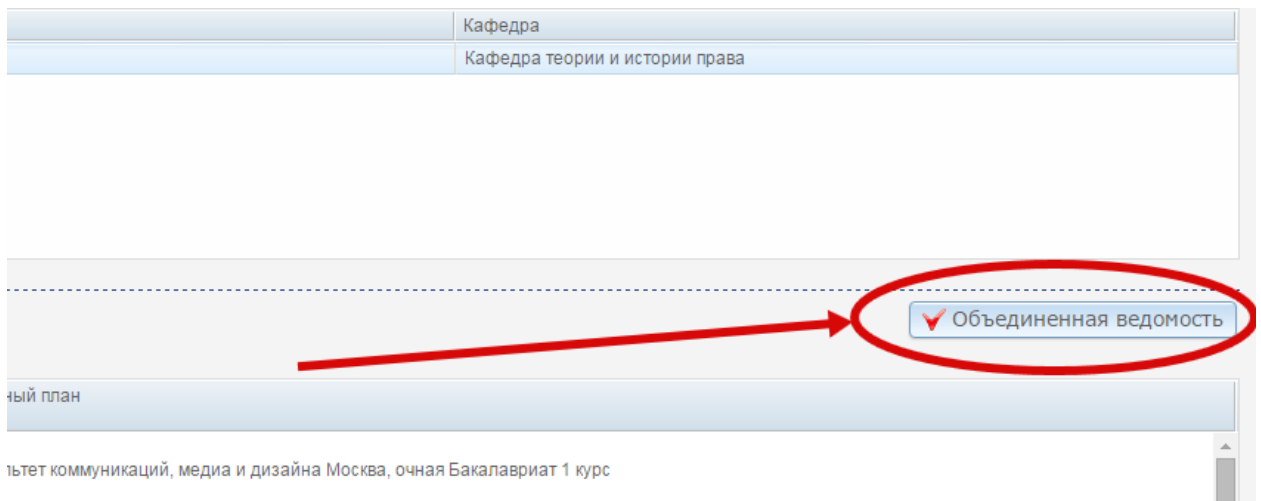 Кафедра
Кафедра теории и истории права
Объединенная ведомость
ный план
льтет коммуникаций, медиа и дизайна Москва, очная Бакалавриат 1 курс